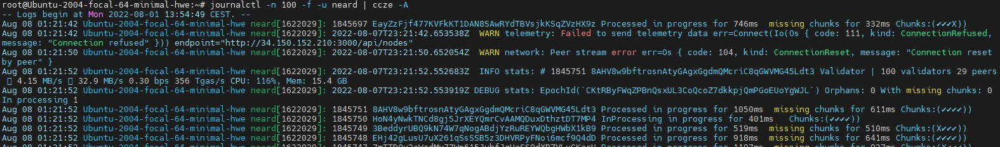 root@Ubuntu-2004-focal-64-minimal-hwe:~# journalctl -n 100 -f -u neard | ccze -A
-- Logs begin at Mon 2022-08-01 13:54:49 CEST. --
Aug 08 01:21:42 Ubuntu-2004-focal-64-minimal-hwe neard[1622029]: 1845697 EayZzFjf477KVFkKT1DAN8SAwRYdTBVsjkKSqZVzHX9z Processed in progress for 746ms  missing chunks for 332ms Chunks:(✔✔✔X))
Aug 08 01:21:42 Ubuntu-2004-focal-64-minimal-hwe neard[1622029]: 2022-08-07T23:21:42.653538Z  WARN telemetry: Failed to send telemetry data err=Connect(Io(Os { code: 111, kind: ConnectionRefused,
message: "Connection refused" })) endpoint="http://34.150.152.210:3000/api/nodes"
Aug 08 01:21:50 Ubuntu-2004-focal-64-minimal-hwe neard[1622029]: 2022-08-07T23:21:50.652054Z  WARN network: Peer stream error err=Os { code: 104, kind: ConnectionReset, message: "Connection reset
by peer" }
Aug 08 01:21:52 Ubuntu-2004-focal-64-minimal-hwe neard[1622029]: 2022-08-07T23:21:52.552683Z  INFO stats: # 1845751 8AHV8w9bftrosnAtyGAgxGgdmQMcriC8qGWVMG45Ldt3 Validator | 100 validators 29 peers
4.15 MB/s 32.9 MB/s 0.30 bps 356 Tgas/s CPU: 116%, Mem: 15.4 GB
Aug 08 01:21:52 Ubuntu-2004-focal-64-minimal-hwe neard[1622029]: 2022-08-07T23:21:52.553919Z DEBUG stats: EpochId(`CKtRByFWqZPBnQsxUL3CoQcoZ7dkkpjQmPGoEUoYgWJL`) Orphans: 0 With missing chunks: 0
In processing 1
Aug 08 01:21:52 Ubuntu-2004-focal-64-minimal-hwe neard[1622029]: 1845751 8AHV8w9bftrosnAtyGAgxGgdmQMcriC8qGWVMG45Ldt3 Processed in progress for 1050ms  missing chunks for 611ms Chunks:(✔✔✔✔))
Aug 08 01:21:52 Ubuntu-2004-focal-64-minimal-hwe neard[1622029]: 1845750 HoN4yNwkTNCd8gj5JrXEYQmrCvAAMQDuxDthztDT7MP4 InProcessing in progress for 401ms   Chunks:(✔✔✔✔))
Aug 08 01:21:52 Ubuntu-2004-focal-64-minimal-hwe neard[1622029]: 1845749 3BeddyrUBQ9kN74W7qNogABdjYzRuREYWQbgHWbX1kB9 Processed in progress for 519ms  missing chunks for 510ms Chunks:(X✔✔✔))
Aug 08 01:21:52 Ubuntu-2004-focal-64-minimal-hwe neard[1622029]: 1845748 EHj42gLusU7uX261qSsSSB5z3DHVRPyFNoi6mcf9Q4dD Processed in progress for 918ms  missing chunks for 641ms Chunks:(✔✔✔✔))
Aug 08 01:21:52 Ubuntu-2004-focal-64-minimal-hwe neard[1622029]: 1845747